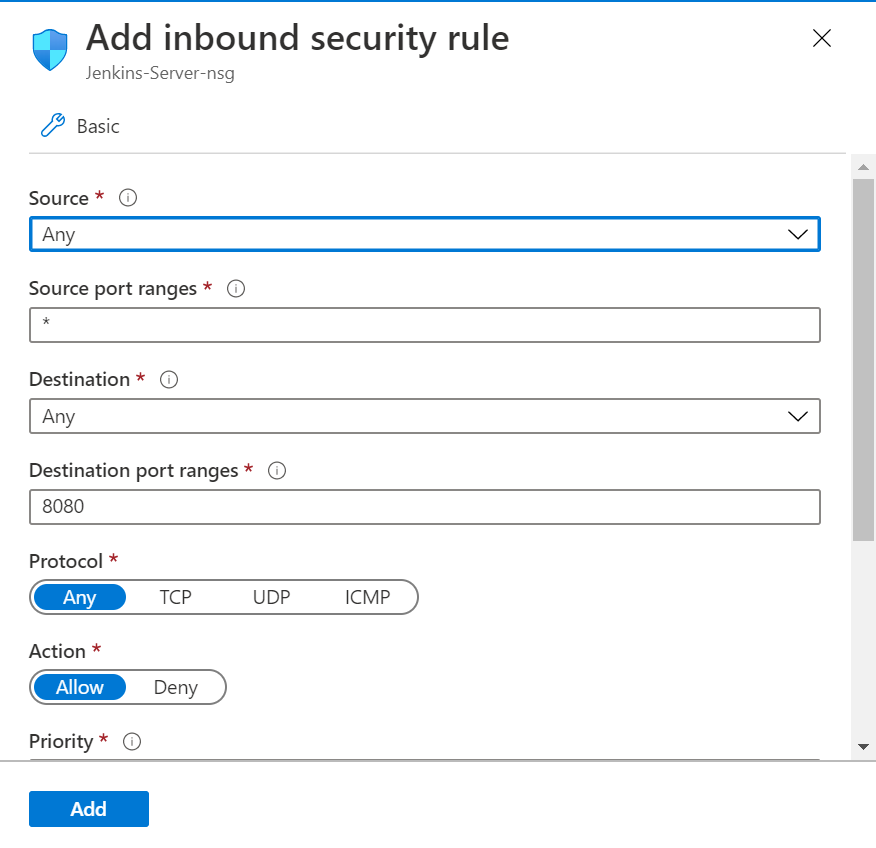 Add inbound security rule
Jenkins-Server-nsg
Basic
Source *
Any
Source port ranges *
*
Destination *
Any
Destination port ranges *
8080
Protocol *
Any TCP UDP ICMP
Action *
Allow Deny
Priority *
Add